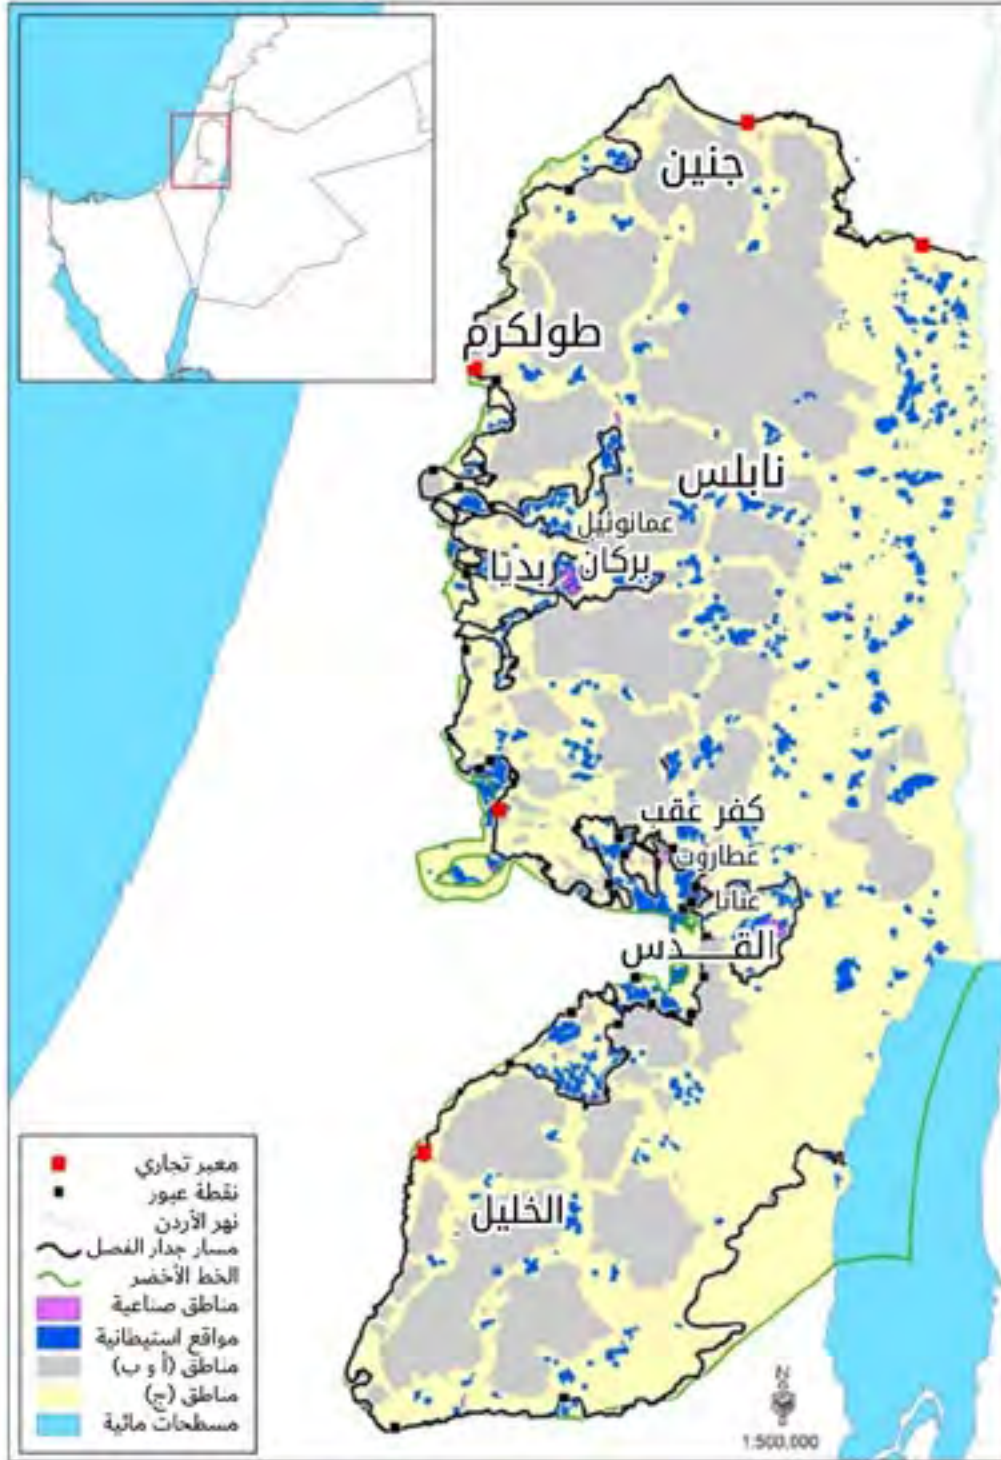 جنين
طولكرم
نابلس
عمانوئيل
بركان
بديا
كفر عقب
عطاروت
عناتا
القـــدس
الخليل
معبر تجاري
نقطة عبور
نهر الأردن
مسار جدار الفصل
الخط الأخضر
مناطق صناعية
مواقع استيطانية
مناطق (أ و ب)
مناطق (ج)
مسطحات مائية
N
1:500,000